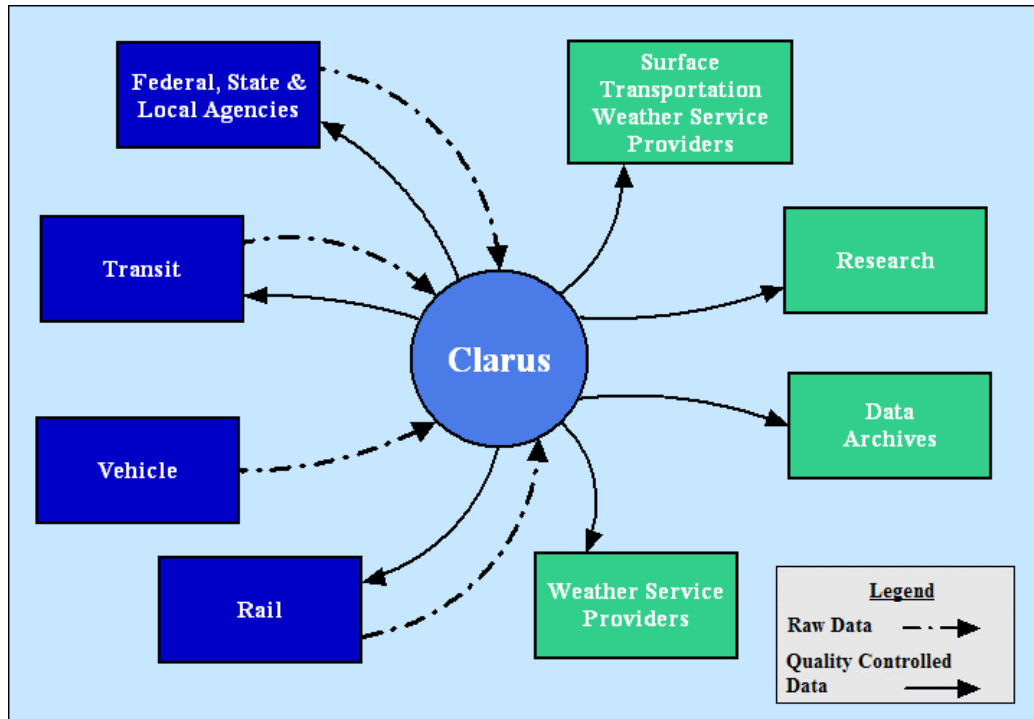 Federal, State &
Local Agencies
Surface
Transportation
Weather Service
Providers
Transit
Research
Clarus
Vehicle
Data
Archives
Rail
Weather Service
Providers
Legend
Raw Data
Quality Controlled
Data